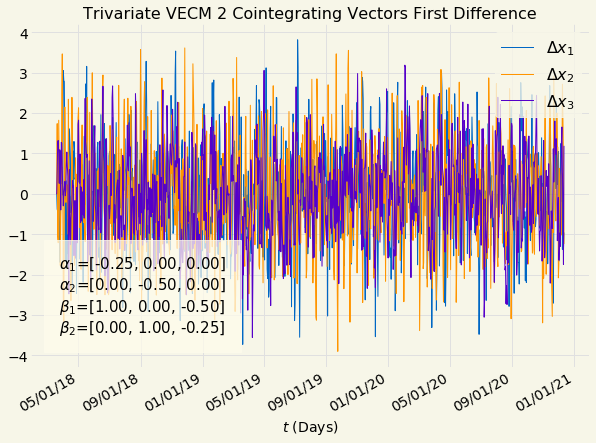 Trivariate VECM 2 Cointegrating Vectors First Difference
4
3
2
1
0
−1
−2
−3
−4
Δx₁
Δx₂
Δx₃
α₁=[-0.25, 0.00, 0.00]
α₂=[0.00, -0.50, 0.00]
β₁=[1.00, 0.00, -0.50]
β₂=[0.00, 1.00, -0.25]
05/01/18 09/01/18 01/01/19 05/01/19 09/01/19 01/01/20 05/01/20 09/01/20 01/01/21
t (Days)